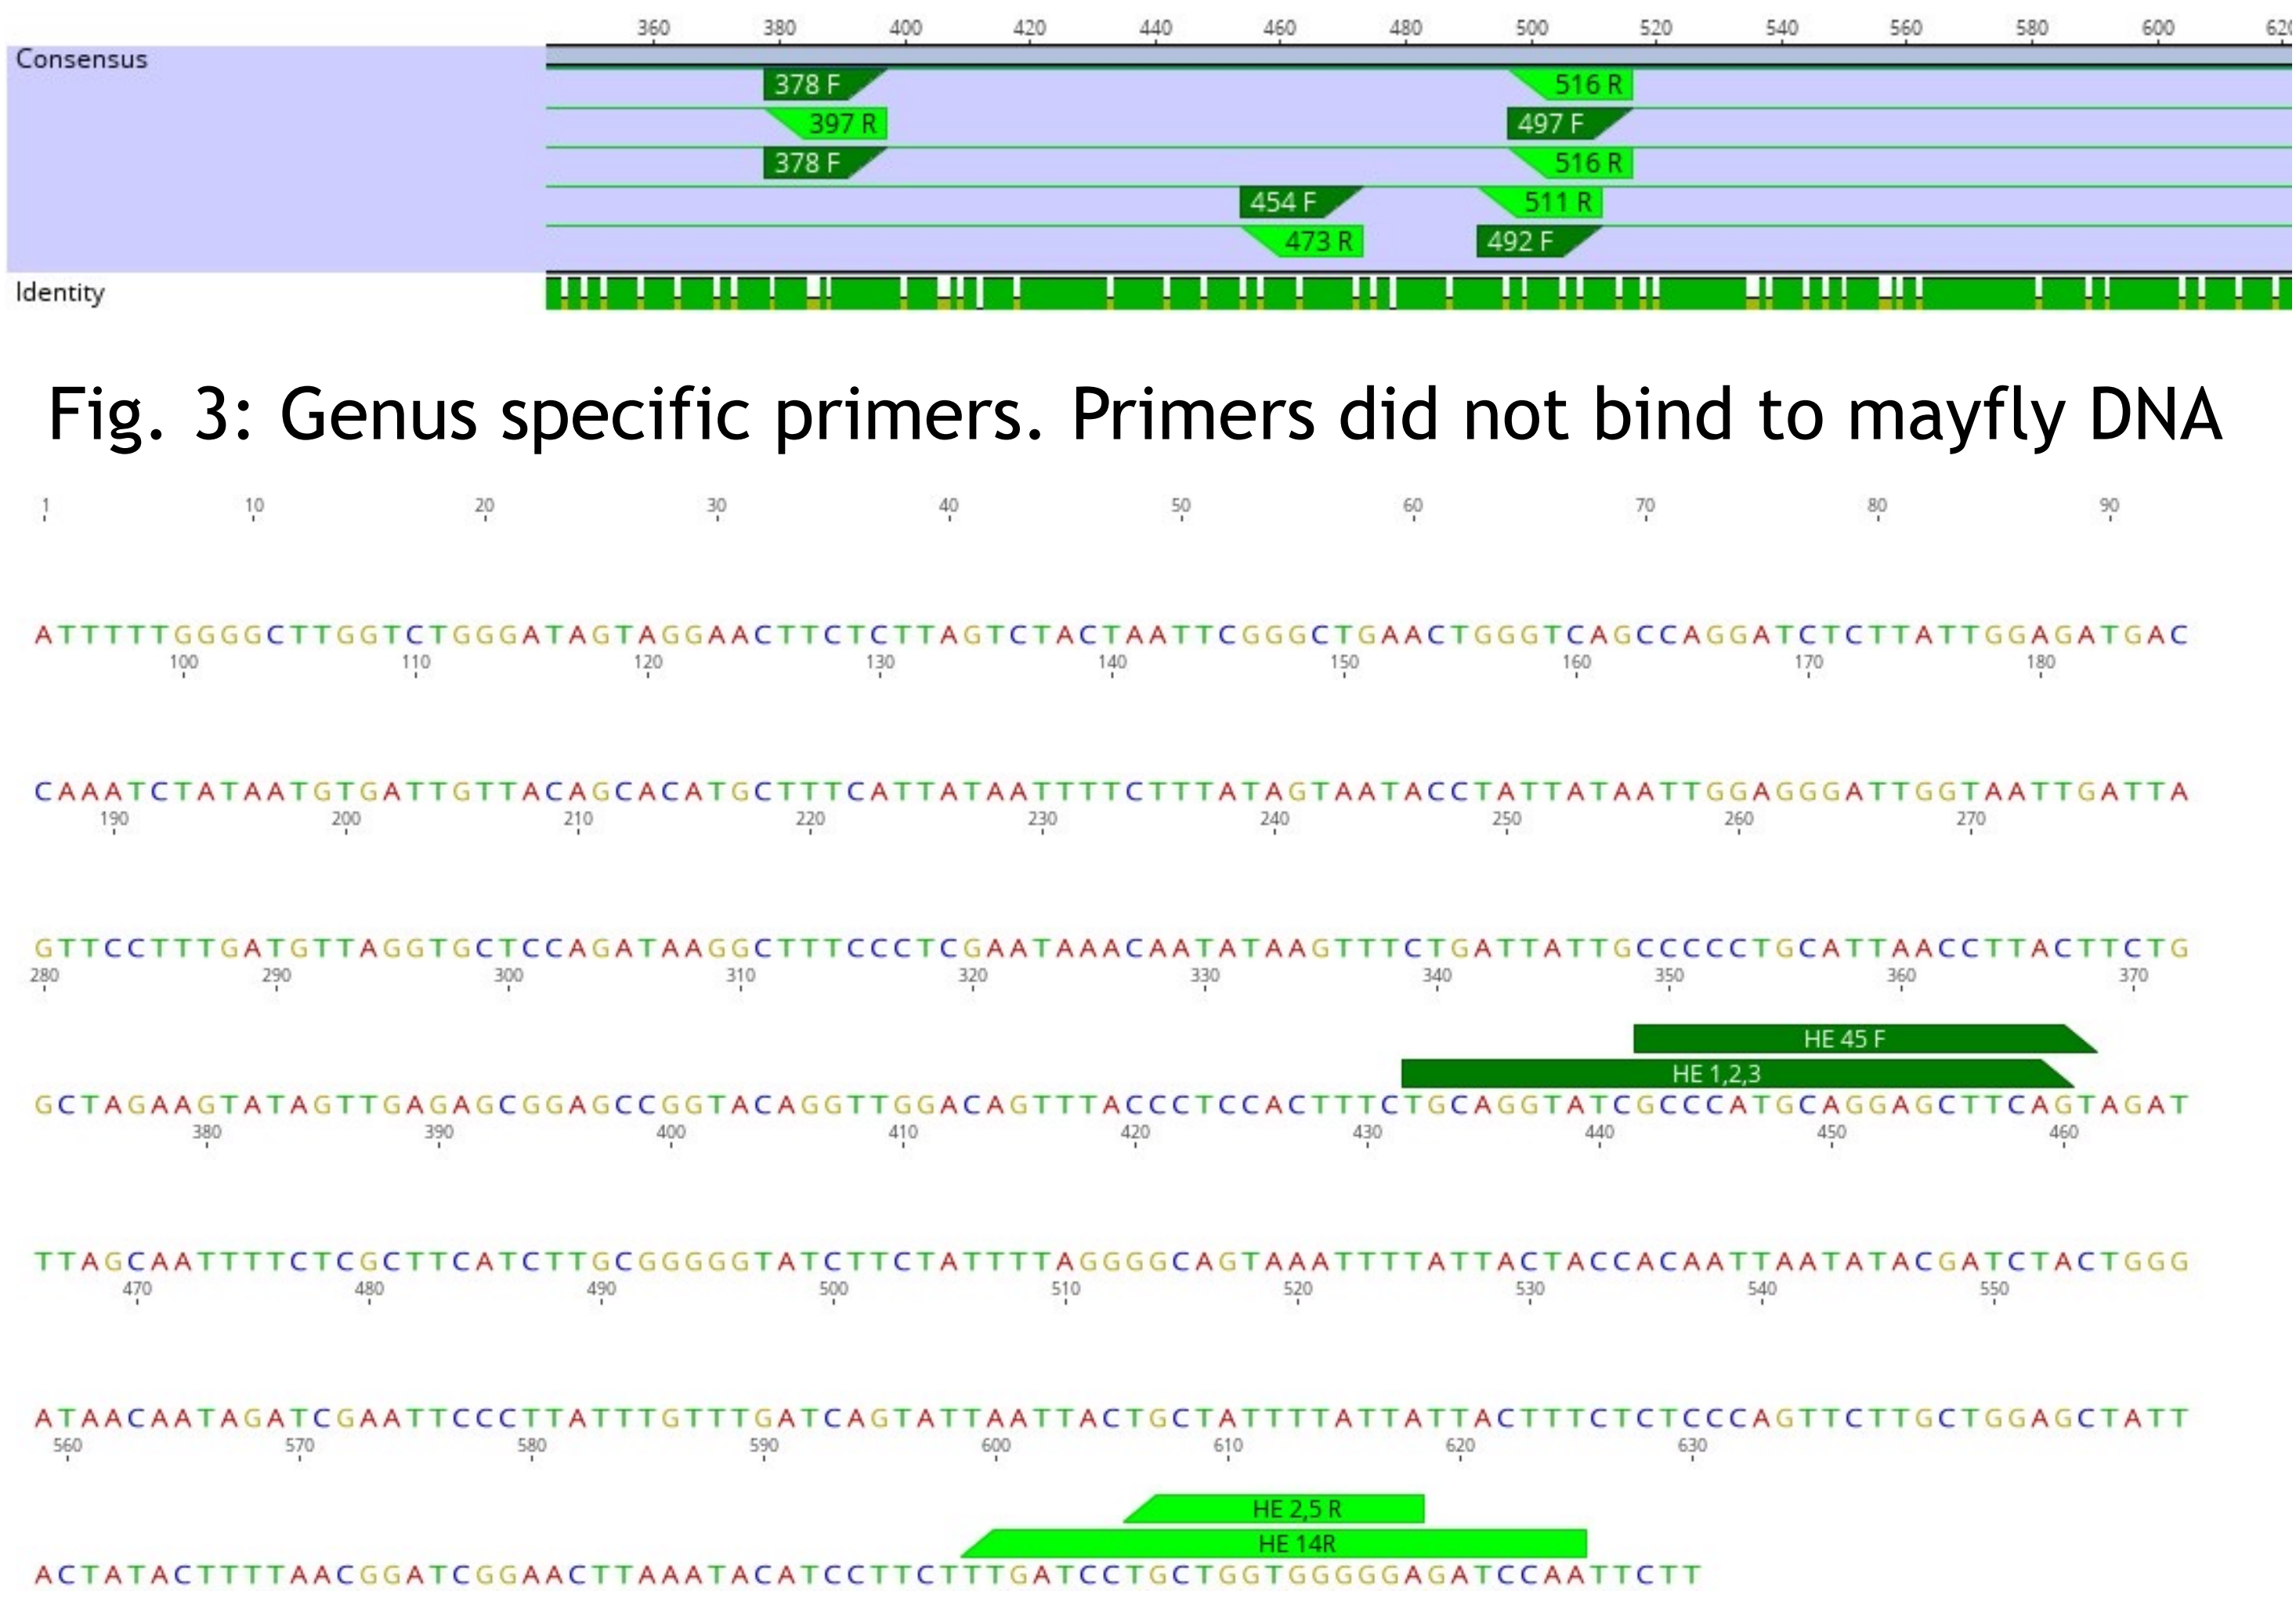 360 380 400 420 440 460 480 500 520 540 560 580 600 620
Consensus
378 F 516 R
397 R 497 F
378 F 516 R
454 F 511 R
473 R 492 F
Identity
Fig. 3: Genus specific primers. Primers did not bind to mayfly DNA
1 10 20 30 40 50 60 70 80 90
ATTTTTGGGGCTTGGTCTGGGATAGTAGGAACTTCTCTTAGTCTACTAATTCGGGCTGAACTGGGTCAGCCAGGATCTCTTATTGGAGATGAC
100 110 120 130 140 150 160 170 180
CAAATCTATAATGTGATTGTTACAGCACATGCTTTCATTATAATTTTCTTTATAGTAATACCTATTATAATTGGAGGGATTGGTAATTGATTA
190 200 210 220 230 240 250 260 270
GTTCCTTTGATGTTAGGTGCTCCAGATAAGGCTTTCCCTCGAATAAACAATATAAGTTTCTGATTATTGCCCCCTGCATTAACCTTACTTCTG
280 290 300 310 320 330 340 350 360 370
HE 45 F
HE 1,2,3
GCTAGAAGTATAGTTGAGAGCGGAGCCGGTACAGGTTGGACAGTTTACCCTCCACTTTCTGCAGGTATCGCCCATGCAGGAGCTTCAGTAGAT
380 390 400 410 420 430 440 450 460
TTAGCAATTTTCTCGCTTCATCTTGCGGGGGTATCTTCTATTTTAGGGGCAGTAAATTTTATTACTACCACAATTAATATACGATCTACTGGG
470 480 490 500 510 520 530 540 550
ATAACAATAGATCGAATTCCCTTATTTGTTTGATCAGTATTAATTACTGCTATTTTATTATTACTTTCTCTCCCAGTTCTTGCTGGAGCTATT
560 570 580 590 600 610 620 630
HE 2,5 R
HE 14R
ACTATACTTTTAACGGATCGGAACTTAAATACATCCTTCTTTGATCCTGCTGGTGGGGGAGATCCAATTCTT